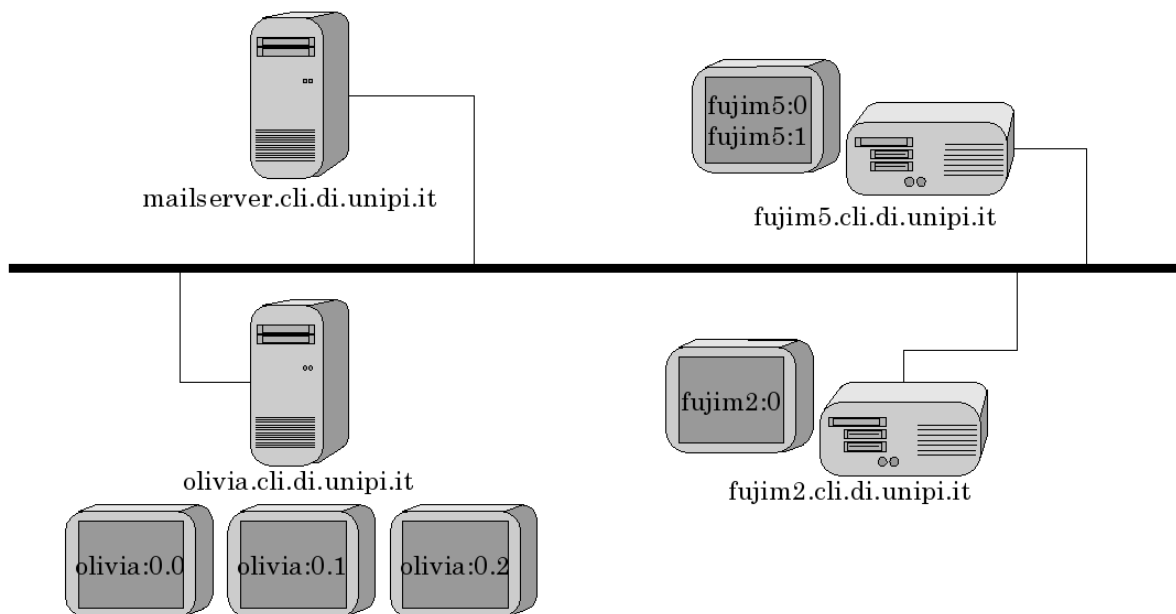 mailserver.cli.di.unipi.it
fujim5:0
fujim5:1
fujim5.cli.di.unipi.it
olivia.cli.di.unipi.it
olivia:0.0
olivia:0.1
olivia:0.2
fujim2:0
fujim2.cli.di.unipi.it